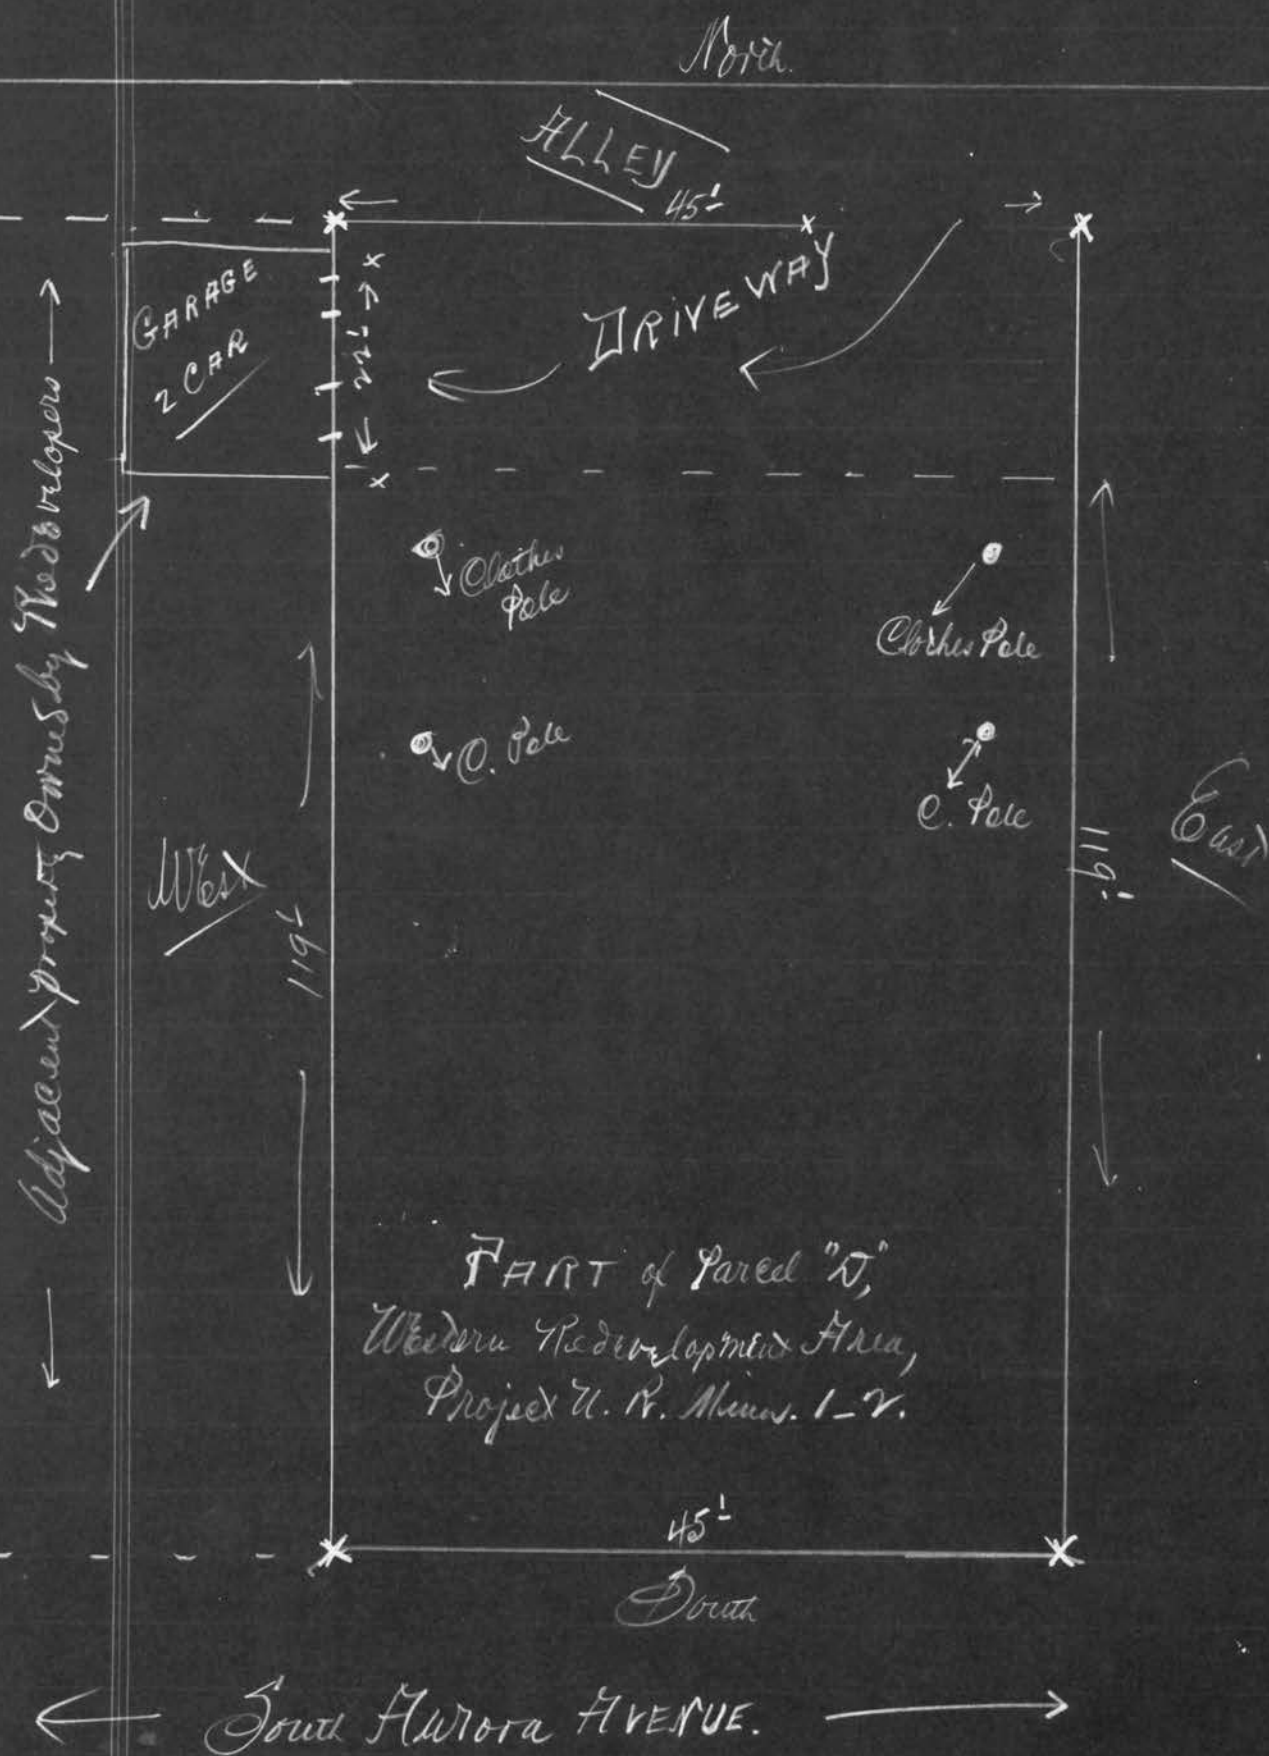 North.
ALLEY
45'
GARAGE
2 CAR
x
22'
x
x
DRIVEWAY
Clothes
Pole
Clothes Pole
C. Pole
C. Pole
Adjacent property Owned by Redevelopers
West
119'
119'
East
PART of Parcel "D",
Western Redevelopment Area,
Project U. R. Minn. 1-2.
45'
South
South Aurora AVENUE.